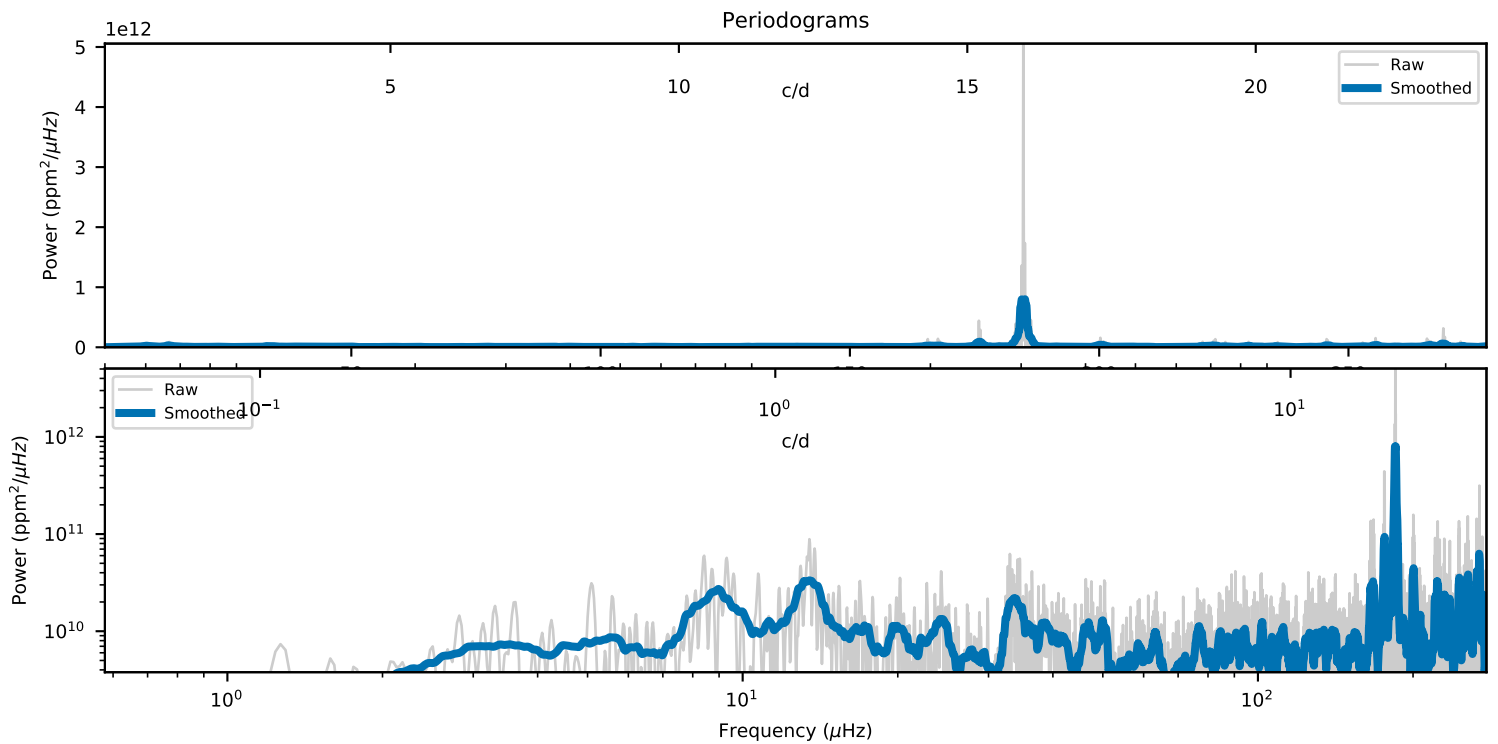 Periodograms
1e12
5
4
3
2
1
0
Power (ppm²/μHz)
5 10 15 20
c/d
Raw
Smoothed
Raw
Smoothed
10⁻¹ 10⁰ 10¹
c/d
10¹²
10¹¹
10¹⁰
Power (ppm²/μHz)
10⁰ 10¹ 10²
Frequency (μHz)